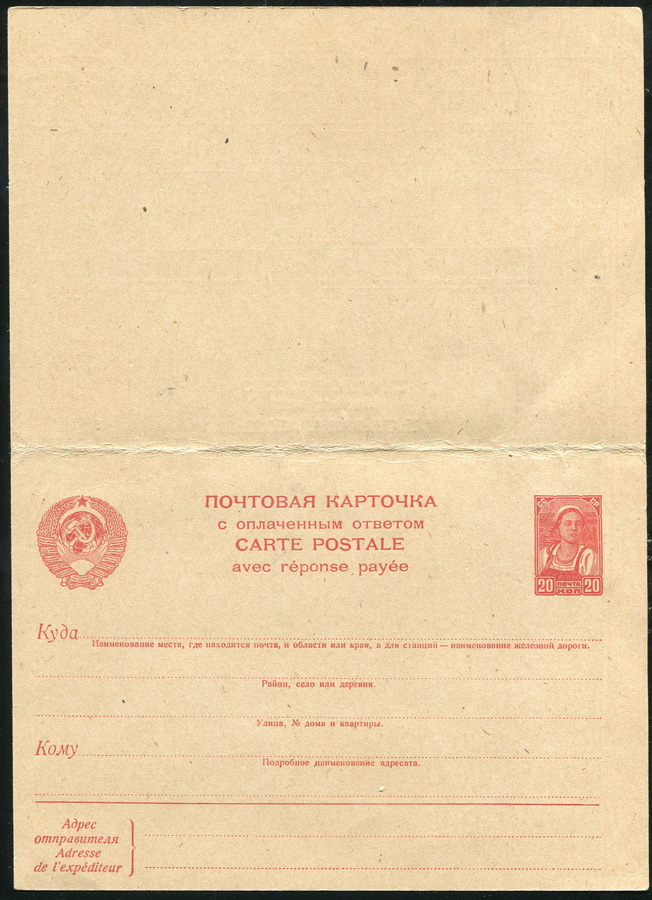 ПОЧТОВАЯ КАРТОЧКА
с оплаченным ответом
CARTE POSTALE
avec réponse payée
20 ПОЧТА 20
КОП
Куда
Наименование места, где находится почта, и области или края, а для станций — наименование железной дороги.
Район, село или деревня.
Улица, № дома и квартиры.
Кому
Подробное наименование адресата.
Адрес
отправителя
Adresse
de l'expéditeur